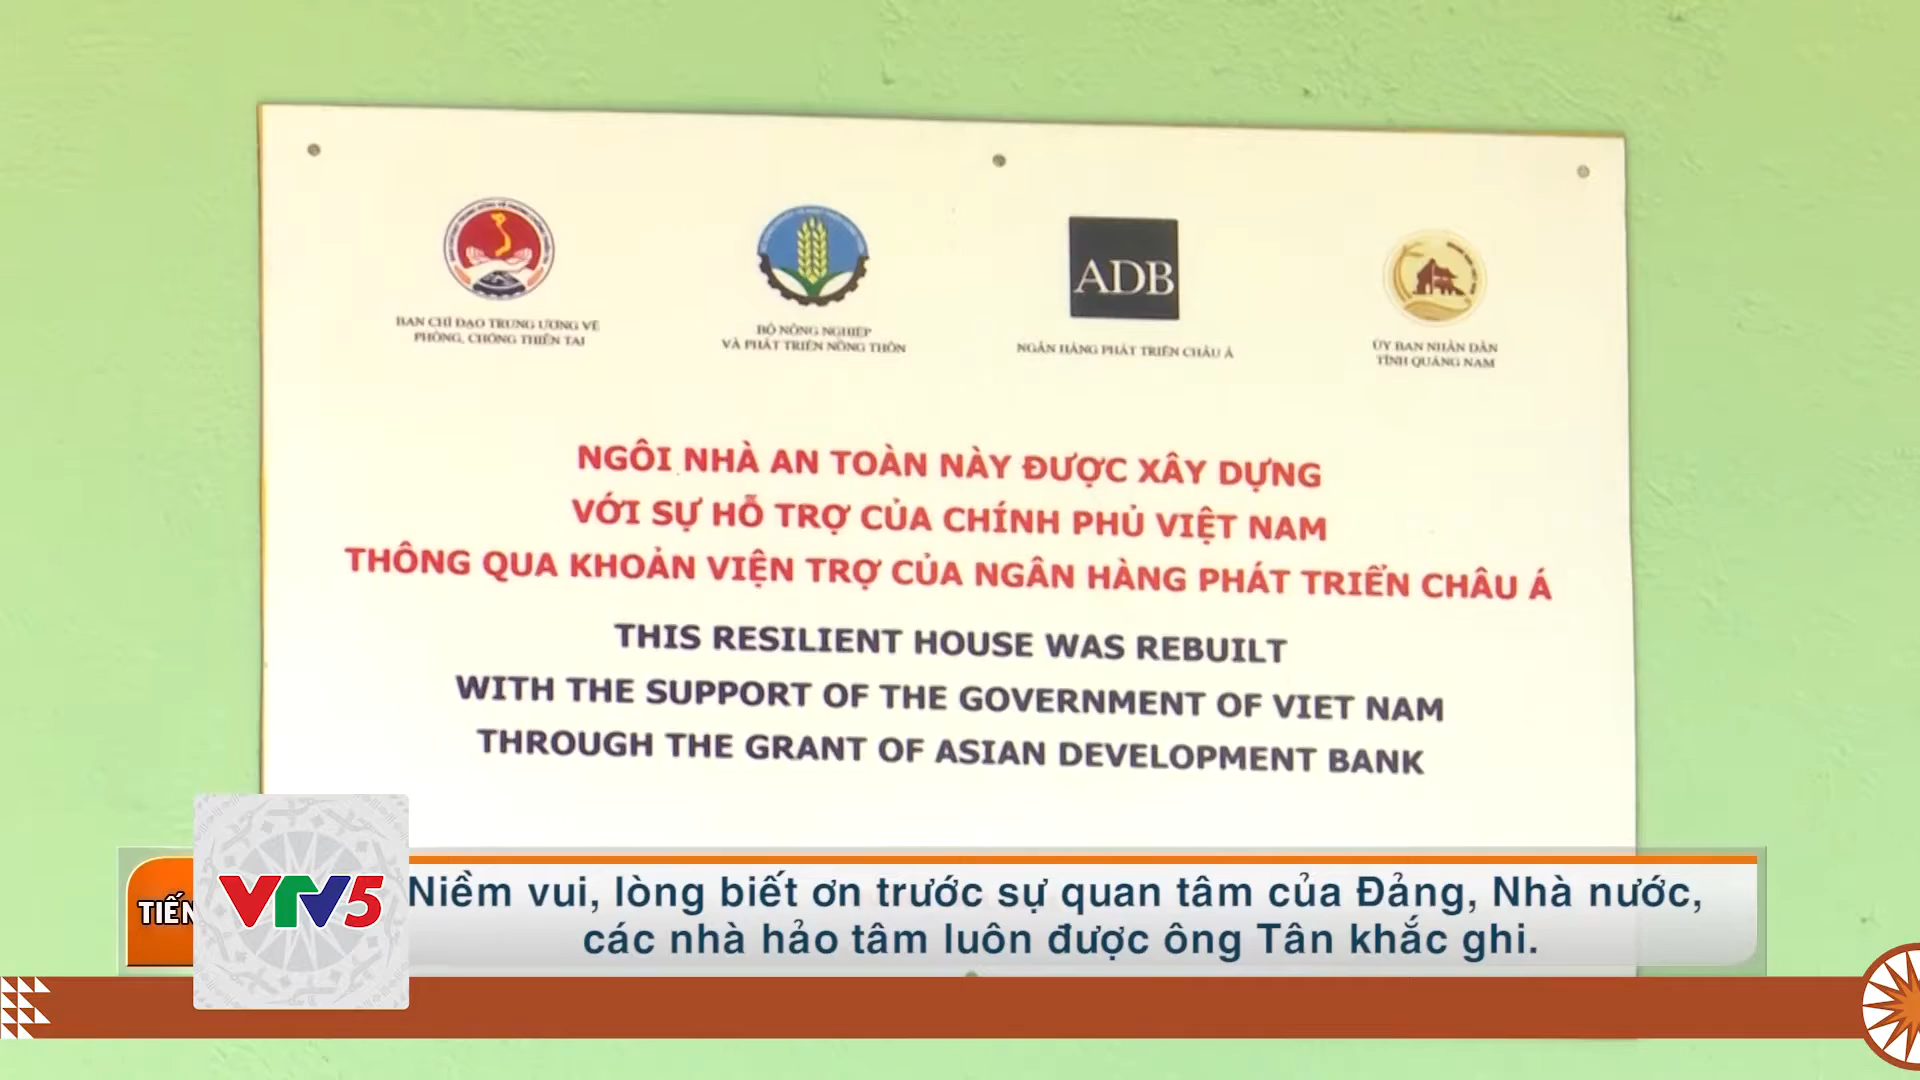 BAN CHỈ ĐẠO TRUNG ƯƠNG VỀ
PHÒNG, CHỐNG THIÊN TAI
BỘ NÔNG NGHIỆP
VÀ PHÁT TRIỂN NÔNG THÔN
ADB
NGÂN HÀNG PHÁT TRIỂN CHÂU Á
ỦY BAN NHÂN DÂN
TỈNH QUẢNG NAM
NGÔI NHÀ AN TOÀN NÀY ĐƯỢC XÂY DỰNG
VỚI SỰ HỖ TRỢ CỦA CHÍNH PHỦ VIỆT NAM
THÔNG QUA KHOẢN VIỆN TRỢ CỦA NGÂN HÀNG PHÁT TRIỂN CHÂU Á
THIS RESILIENT HOUSE WAS REBUILT
WITH THE SUPPORT OF THE GOVERNMENT OF VIET NAM
THROUGH THE GRANT OF ASIAN DEVELOPMENT BANK
TIẾN
VTV5
Niềm vui, lòng biết ơn trước sự quan tâm của Đảng, Nhà nước,
các nhà hảo tâm luôn được ông Tân khắc ghi.